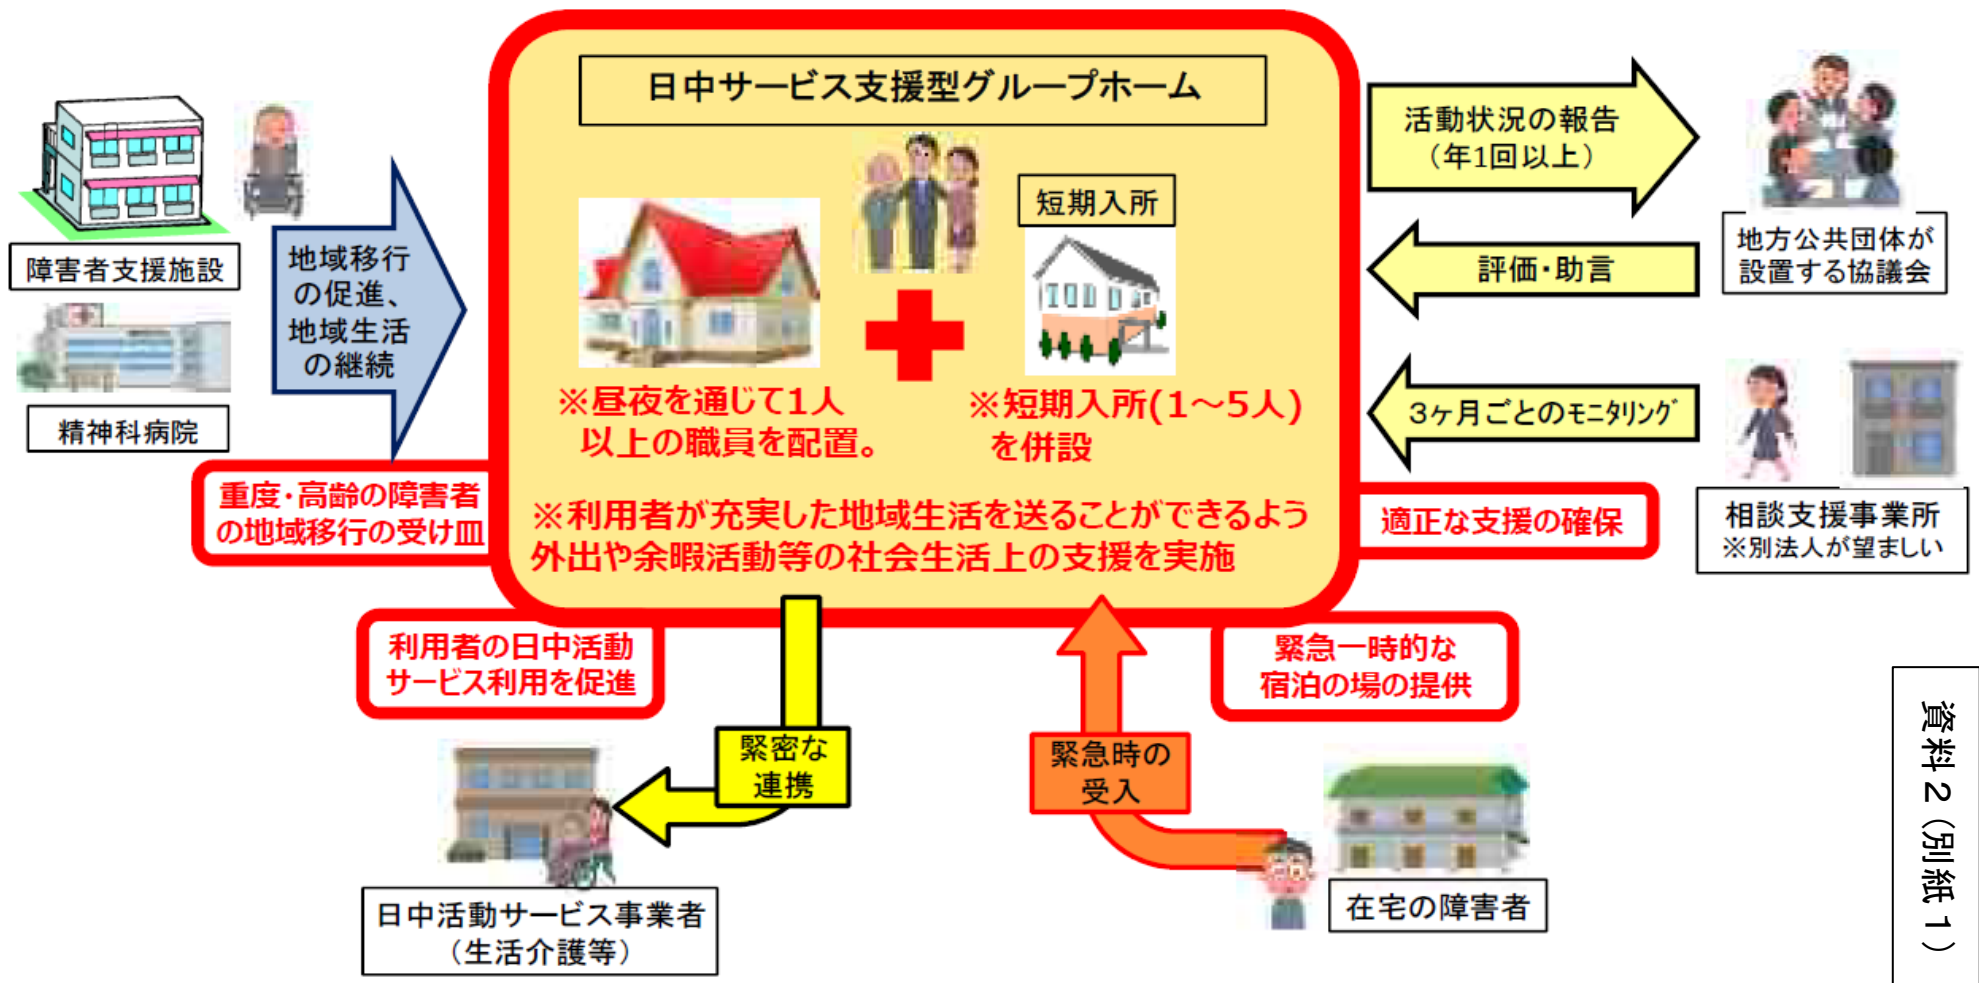 日中サービス支援型グループホーム
短期入所
※昼夜を通じて1人
以上の職員を配置。
※短期入所(1～5人)
を併設
※利用者が充実した地域生活を送ることができるよう
外出や余暇活動等の社会生活上の支援を実施
障害者支援施設
精神科病院
地域移行
の促進、
地域生活
の継続
重度・高齢の障害者
の地域移行の受け皿
活動状況の報告
（年1回以上）
評価・助言
地方公共団体が
設置する協議会
3ヶ月ごとのモニタリング
相談支援事業所
※別法人が望ましい
適正な支援の確保
利用者の日中活動
サービス利用を促進
緊密な
連携
日中活動サービス事業者
（生活介護等）
緊急一時的な
宿泊の場の提供
緊急時の
受入
在宅の障害者
資料２（別紙１）